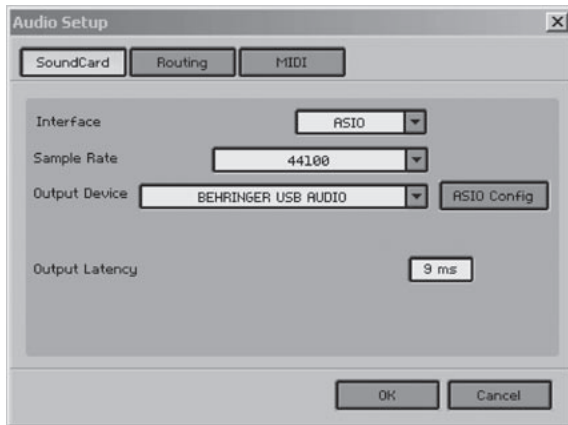 Audio Setup
SoundCard Routing MIDI
Interface ASIO
Sample Rate 44100
Output Device BEHRINGER USB AUDIO ASIO Config
Output Latency 9 ms
OK Cancel